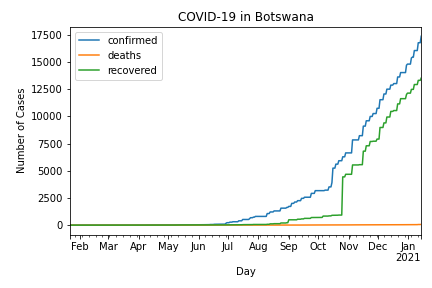 COVID-19 in Botswana
confirmed
deaths
recovered
Number of Cases
17500
15000
12500
10000
7500
5000
2500
0
Feb Mar Apr May Jun Jul Aug Sep Oct Nov Dec Jan
2021
Day